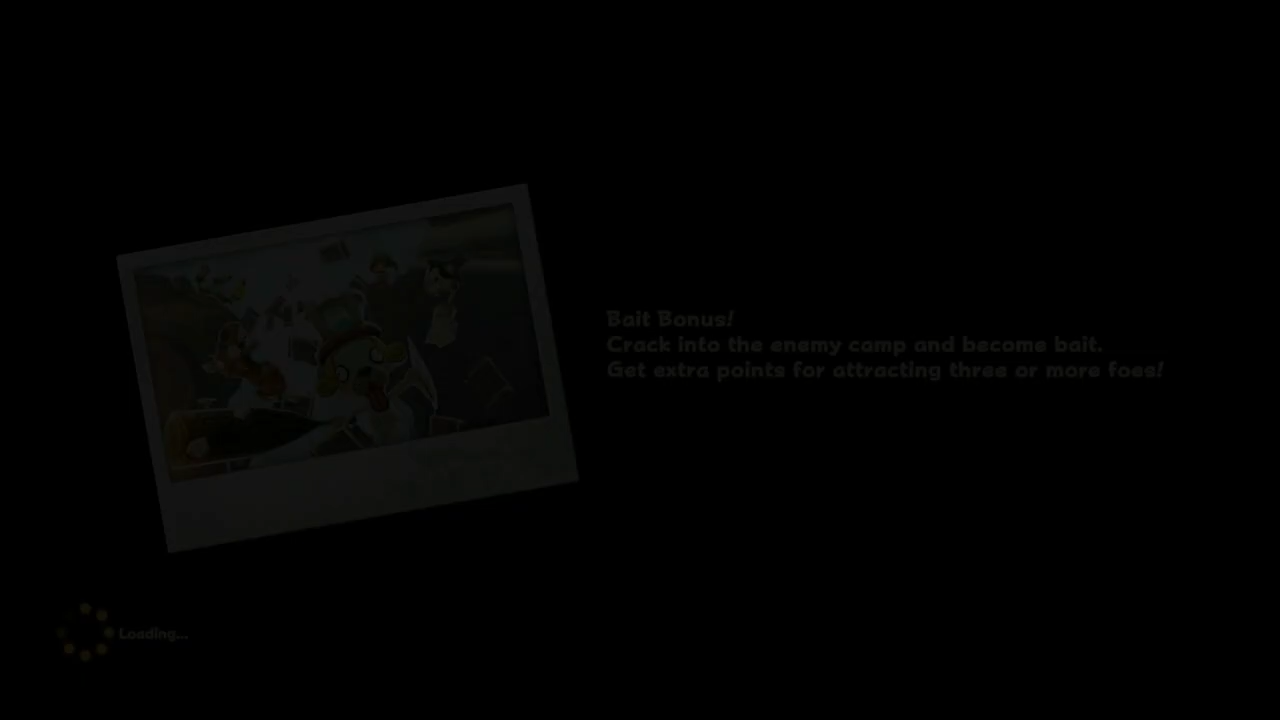 Bait Bonus!
Crack into the enemy camp and become bait.
Get extra points for attracting three or more foes!
Loading...